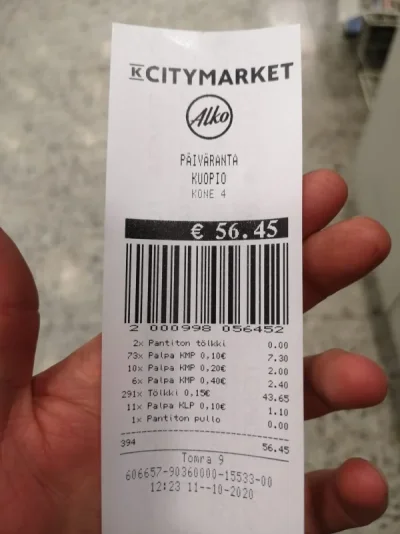 K CITYMARKET
Alko
PÄIVÄRANTA
KUOPIO
KONE 4
€ 56.45
2 000998 056452
2x Pantiton tölkki 0.00
73x Palpa KMP 0,10€ 7.30
10x Palpa KMP 0,20€ 2.00
6x Palpa KMP 0,40€ 2.40
291x Tölkki 0,15€ 43.65
11x Palpa KLP 0,10€ 1.10
1x Pantiton pullo 0.00
394 56.45
Tomra 9
606657-90360000-15533-00
12:23 11--10-2020